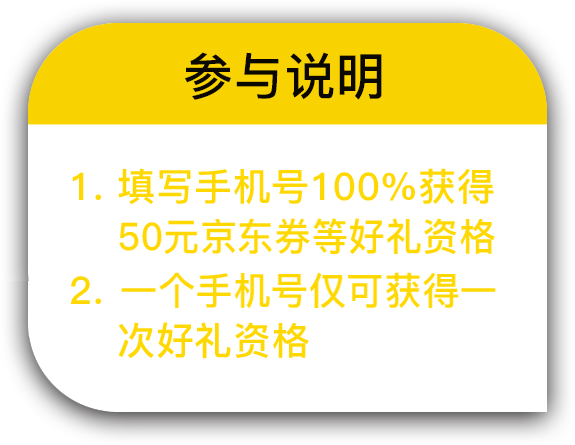 参与说明
1. 填写手机号100%获得
50元京东券等好礼资格
2. 一个手机号仅可获得一
次好礼资格